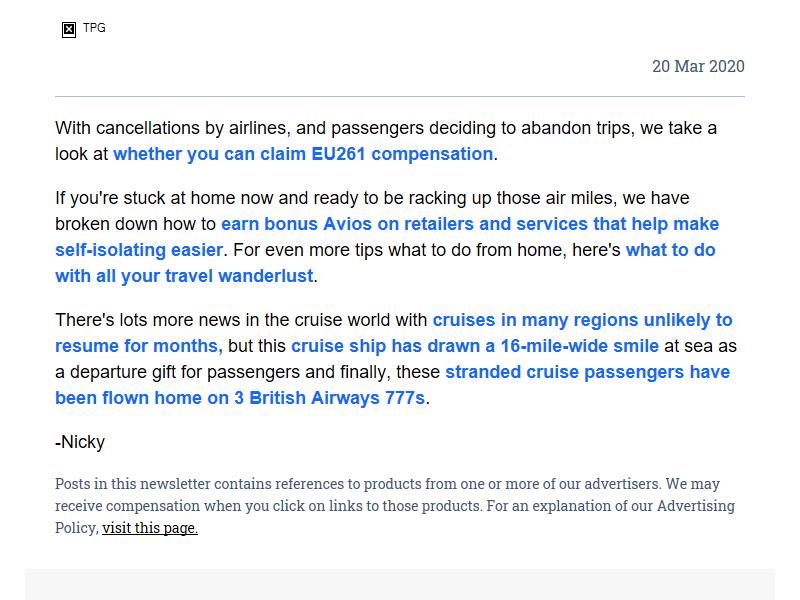 TPG
20 Mar 2020
With cancellations by airlines, and passengers deciding to abandon trips, we take a
look at whether you can claim EU261 compensation.
If you're stuck at home now and ready to be racking up those air miles, we have
broken down how to earn bonus Avios on retailers and services that help make
self-isolating easier. For even more tips what to do from home, here's what to do
with all your travel wanderlust.
There's lots more news in the cruise world with cruises in many regions unlikely to
resume for months, but this cruise ship has drawn a 16-mile-wide smile at sea as
a departure gift for passengers and finally, these stranded cruise passengers have
been flown home on 3 British Airways 777s.
-Nicky
Posts in this newsletter contains references to products from one or more of our advertisers. We may
receive compensation when you click on links to those products. For an explanation of our Advertising
Policy, visit this page.